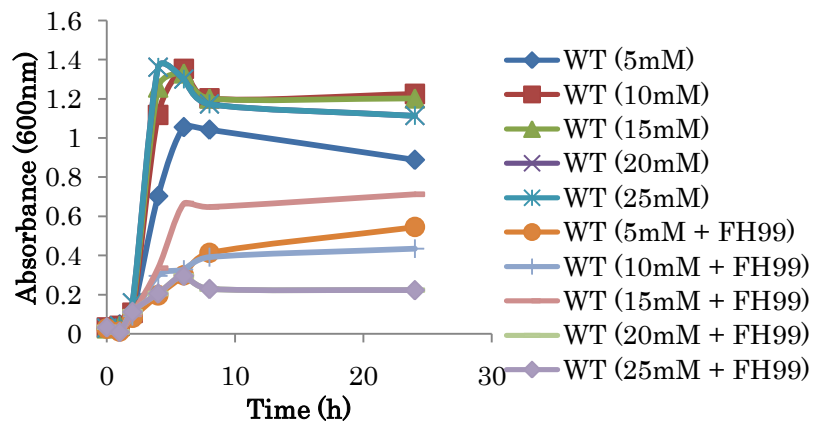 1.6
1.4
1.2
1
0.8
0.6
0.4
0.2
0
Absorbance (600nm)
0 10 20 30
Time (h)
WT (5mM)
WT (10mM)
WT (15mM)
WT (20mM)
WT (25mM)
WT (5mM + FH99)
WT (10mM + FH99)
WT (15mM + FH99)
WT (20mM + FH99)
WT (25mM + FH99)